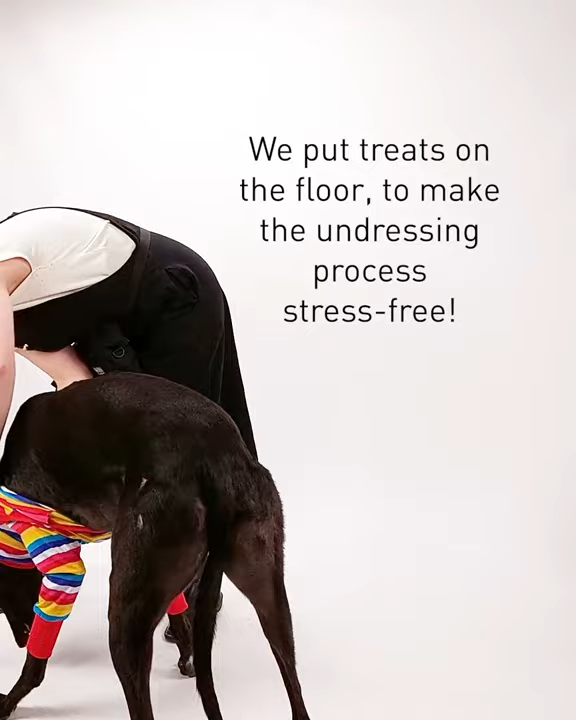 We put treats on
the floor, to make
the undressing
process
stress-free!